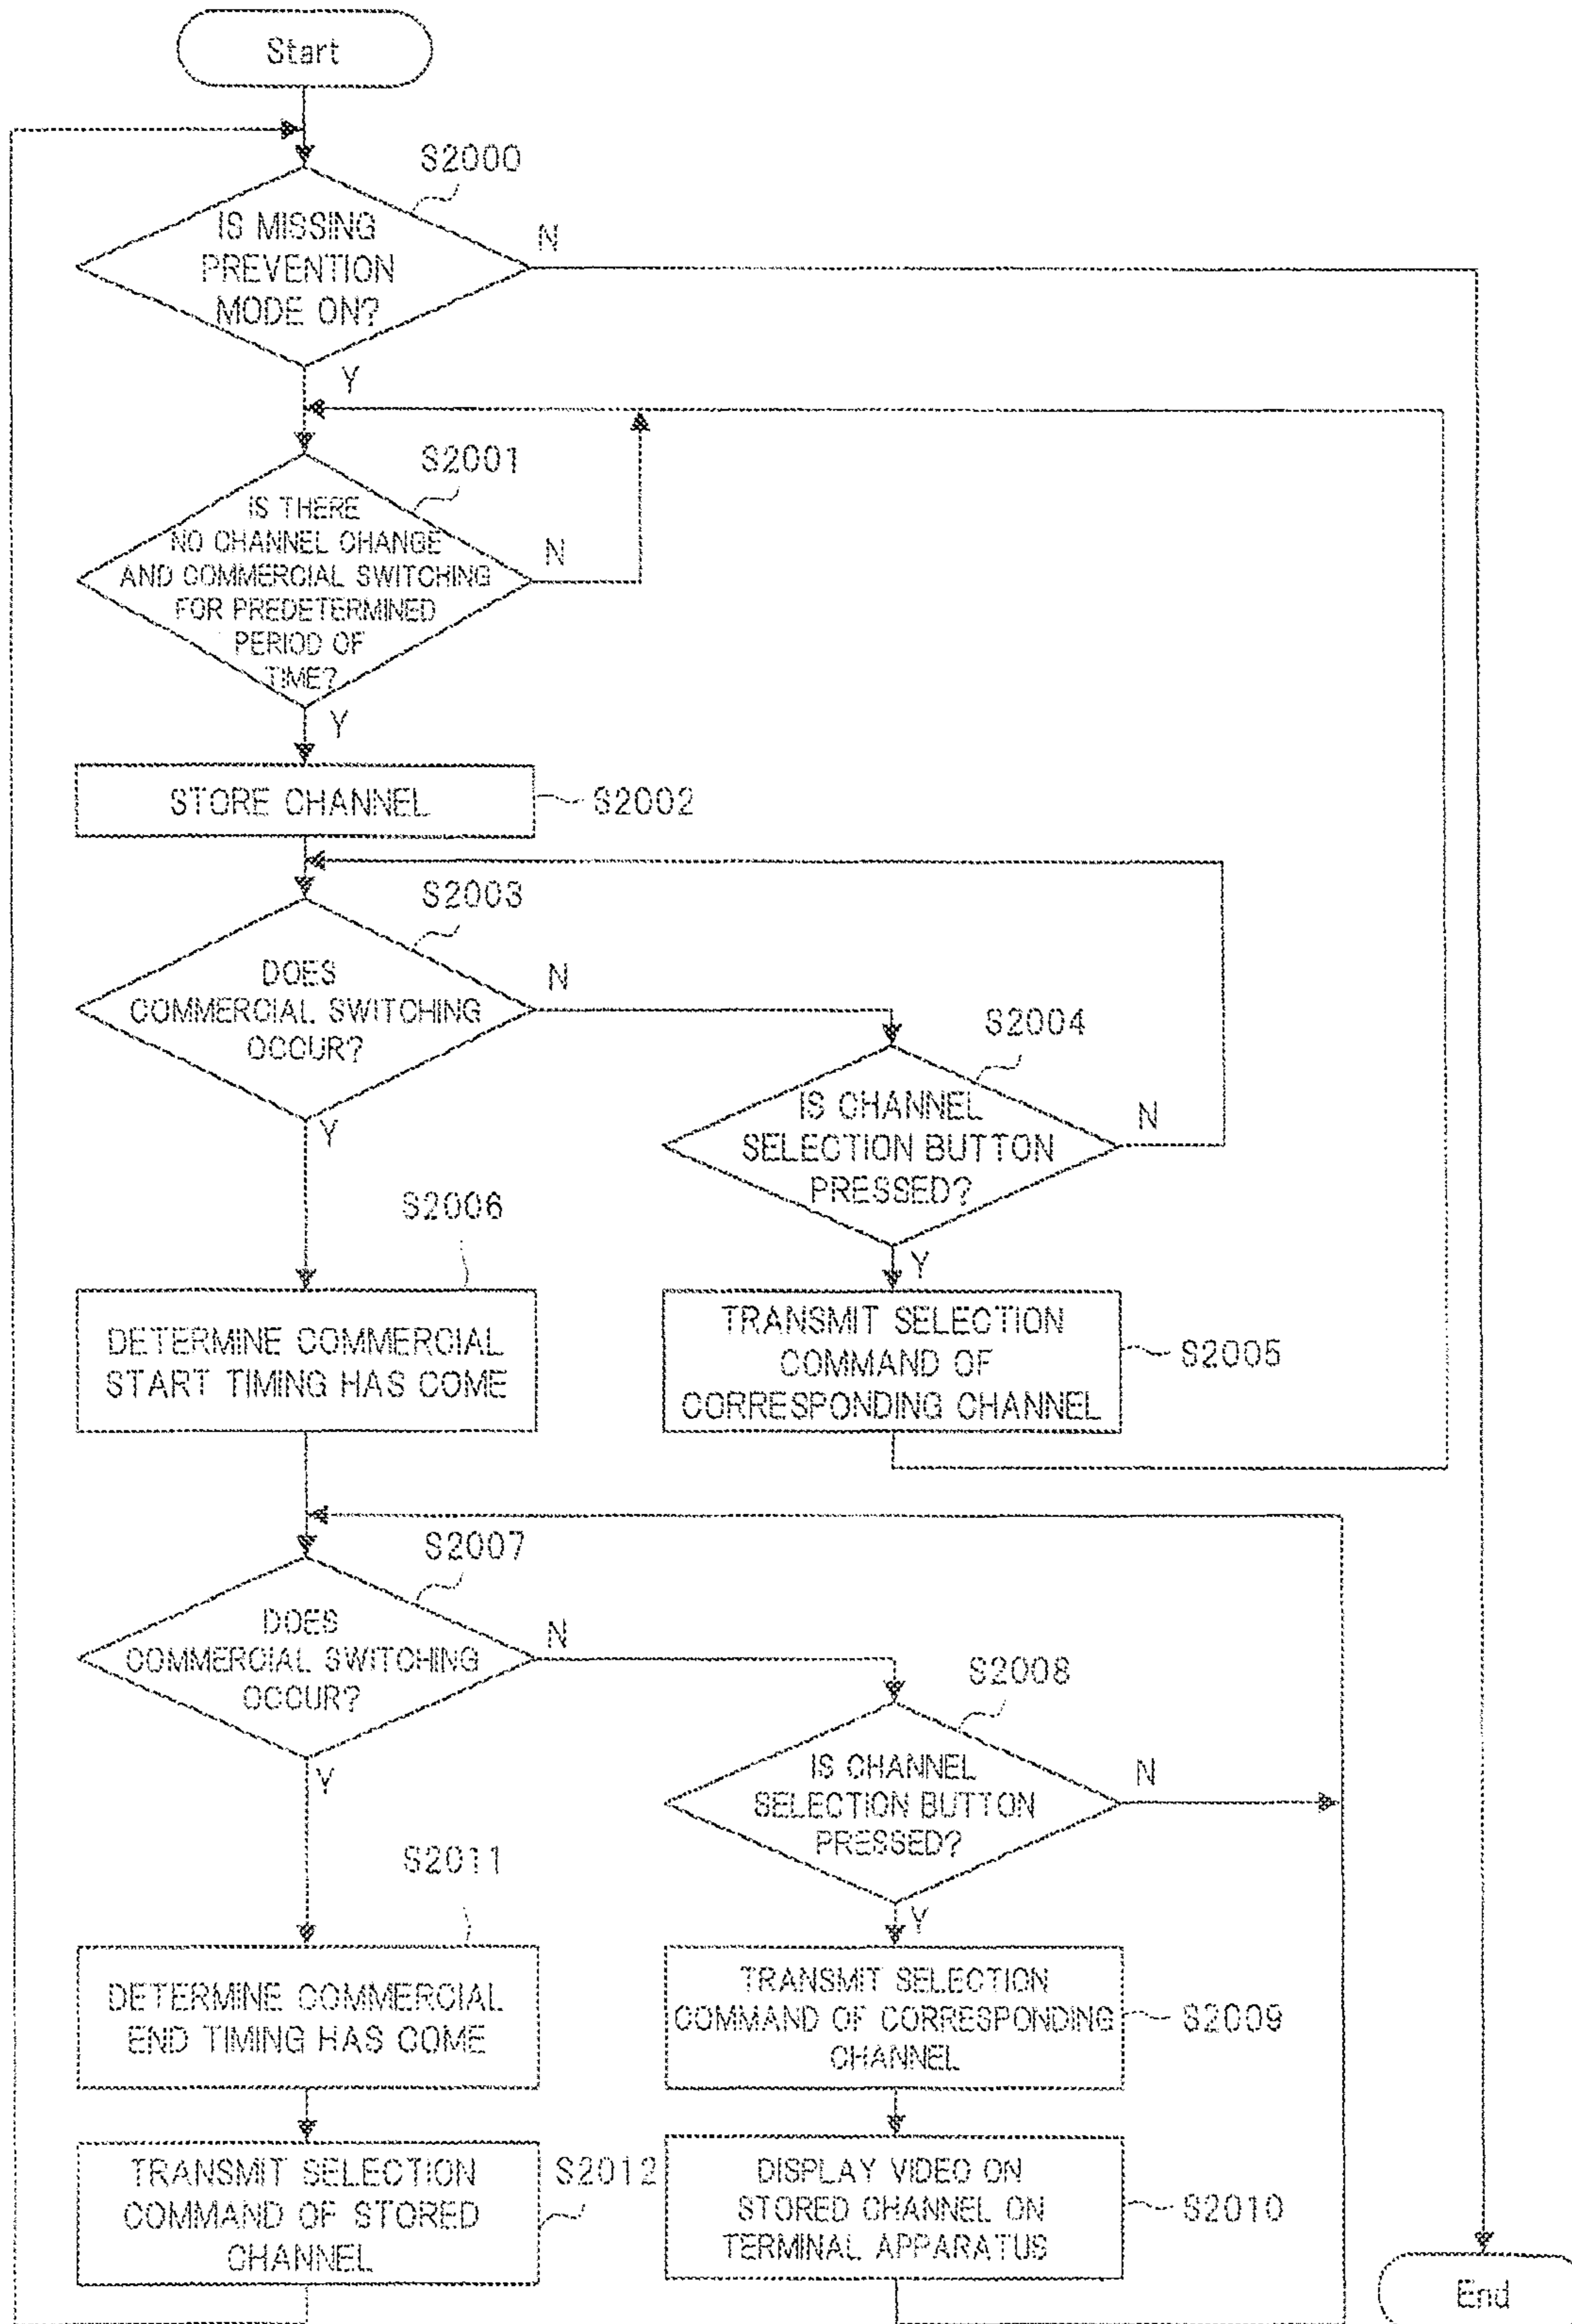 Start
S2000
IS MISSING
PREVENTION
MODE ON?
N
Y
S2001
IS THERE
NO CHANNEL CHANGE
AND COMMERCIAL SWITCHING
FOR PREDETERMINED
PERIOD OF
TIME?
N
Y
STORE CHANNEL
S2002
S2003
DOES
COMMERCIAL SWITCHING
OCCUR?
N
Y
S2004
IS CHANNEL
SELECTION BUTTON
PRESSED?
N
Y
TRANSMIT SELECTION
COMMAND OF
CORRESPONDING CHANNEL
S2005
S2006
DETERMINE COMMERCIAL
START TIMING HAS COME
S2007
DOES
COMMERCIAL SWITCHING
OCCUR?
N
Y
S2008
IS CHANNEL
SELECTION BUTTON
PRESSED?
N
Y
TRANSMIT SELECTION
COMMAND OF CORRESPONDING
CHANNEL
S2009
DISPLAY VIDEO ON
STORED CHANNEL ON
TERMINAL APPARATUS
S2010
S2011
DETERMINE COMMERCIAL
END TIMING HAS COME
TRANSMIT SELECTION
COMMAND OF STORED
CHANNEL
S2012
End